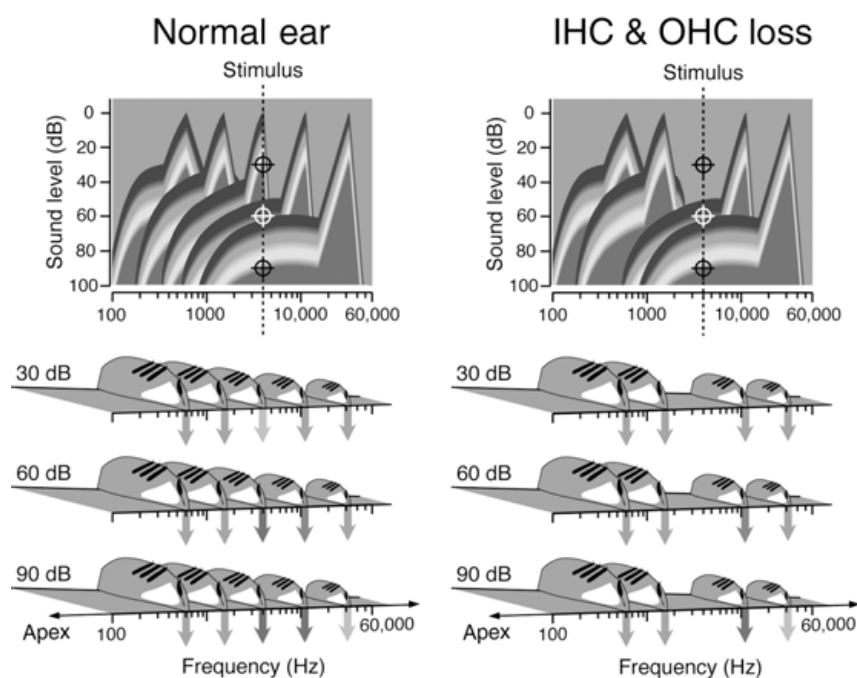 Normal ear
Stimulus
Sound level (dB)
0
20
40
60
80
100
100
1000
10,000
60,000
30 dB
60 dB
90 dB
Apex
100
60,000
Frequency (Hz)
IHC & OHC loss
Stimulus
Sound level (dB)
0
20
40
60
80
100
100
1000
10,000
60,000
30 dB
60 dB
90 dB
Apex
100
60,000
Frequency (Hz)